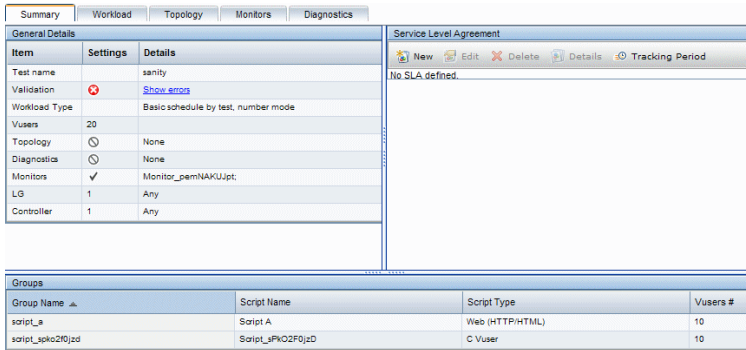 Summary Workload Topology Monitors Diagnostics
General Details
Item Settings Details
Test name sanity
Validation Show errors
Workload Type Basic schedule by test, number mode
Vusers 20
Topology None
Diagnostics None
Monitors Monitor_pemNAKUJpt;
LG 1 Any
Controller 1 Any
Service Level Agreement
New Edit Delete Details Tracking Period
No SLA defined.
Groups
Group Name Script Name Script Type Vusers #
script_a Script A Web (HTTP/HTML) 10
script_spko2f0jzd Script_sPkO2F0jzD C Vuser 10